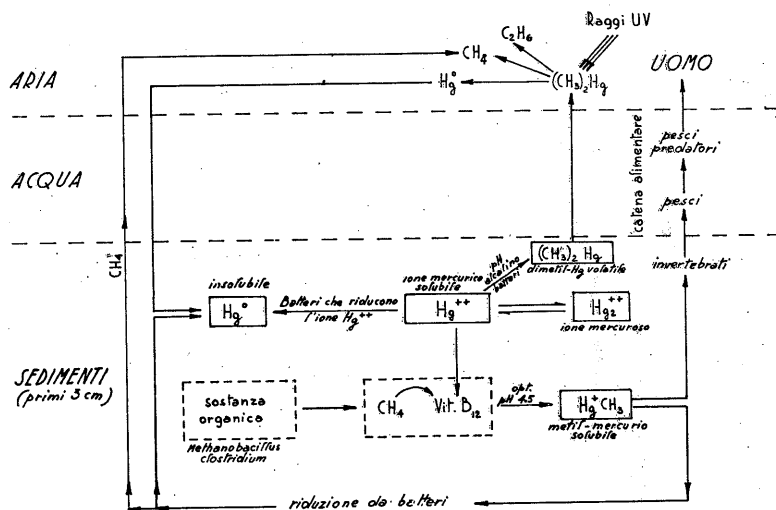 Raggi UV
C2H6
CH4
UOMO
ARIA
Hg°
(CH3)2Hg
pesci
predatori
catena alimentare
ACQUA
pesci
CH4
(CH3)2 Hg
dimetil-Hg volatile
invertebrati
pH
alcalino
batteri
ione mercurico
solubile
insolubile
Hg°
Batteri che riducono
l'ione Hg++
Hg++
Hg2++
ione mercuroso
SEDIMENTI
(primi 3 cm)
sostanza
organica
Methanobacillus
clostridium
CH4
Vit. B12
opt.
pH 4.5
Hg+CH3
metil-mercurio
solubile
riduzione da batteri